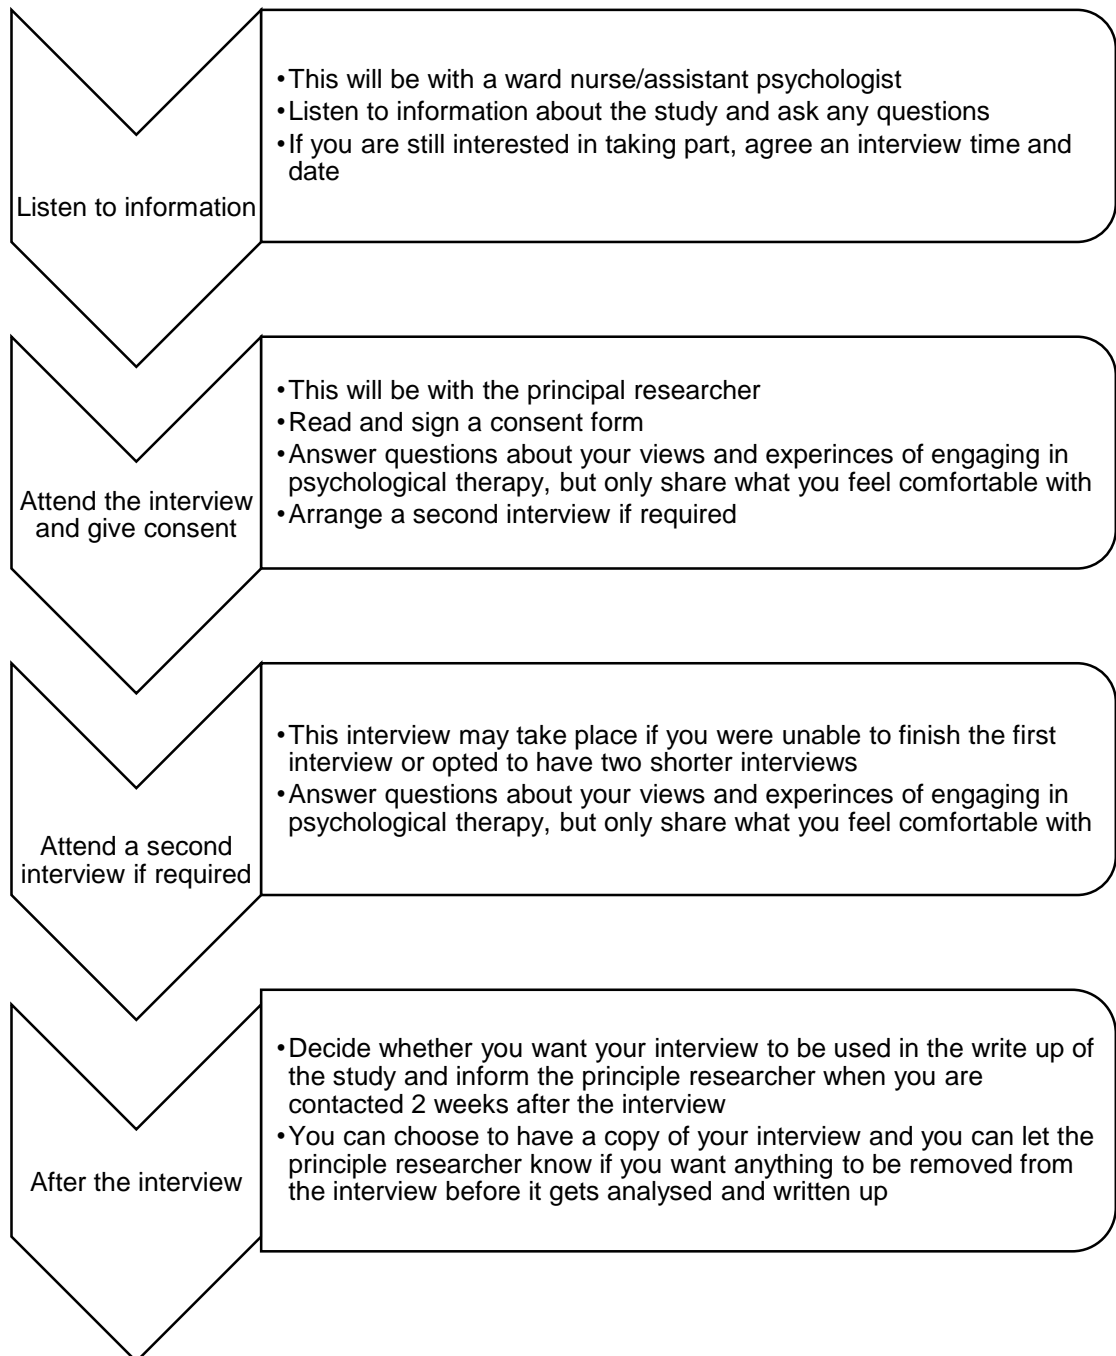 Listen to information
•This will be with a ward nurse/assistant psychologist
•Listen to information about the study and ask any questions
•If you are still interested in taking part, agree an interview time and
date
Attend the interview
and give consent
•This will be with the principal researcher
•Read and sign a consent form
•Answer questions about your views and experinces of engaging in
psychological therapy, but only share what you feel comfortable with
•Arrange a second interview if required
Attend a second
interview if required
•This interview may take place if you were unable to finish the first
interview or opted to have two shorter interviews
•Answer questions about your views and experinces of engaging in
psychological therapy, but only share what you feel comfortable with
After the interview
•Decide whether you want your interview to be used in the write up of
the study and inform the principle researcher when you are
contacted 2 weeks after the interview
•You can choose to have a copy of your interview and you can let the
principle researcher know if you want anything to be removed from
the interview before it gets analysed and written up